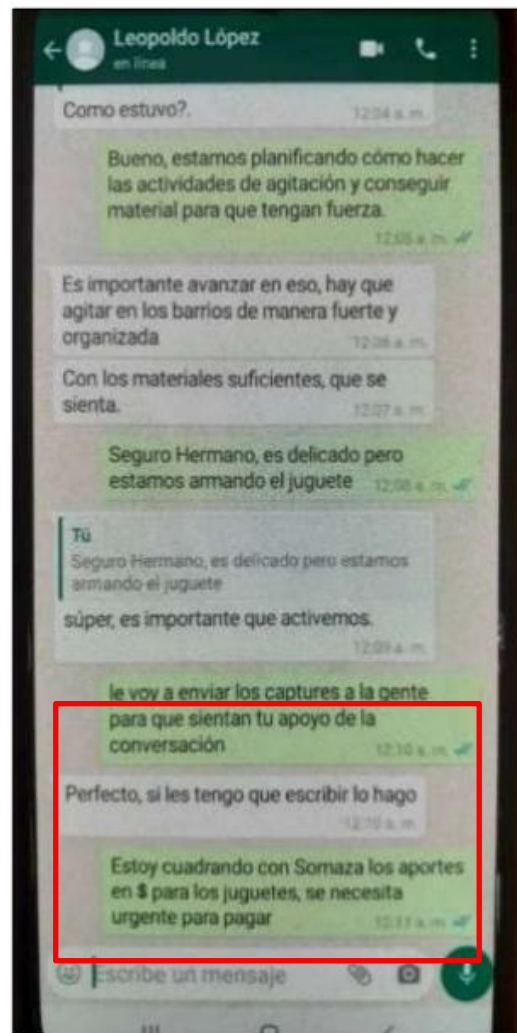 Leopoldo López
en línea
Como estuvo?.
12:04 a. m.
Bueno, estamos planificando cómo hacer
las actividades de agitación y conseguir
material para que tengan fuerza.
12:05 a. m.
Es importante avanzar en eso, hay que
agitar en los barrios de manera fuerte y
organizada
12:06 a. m.
Con los materiales suficientes, que se
sienta.
12:07 a. m.
Seguro Hermano, es delicado pero
estamos armando el juguete 12:08 a. m.
Tú
Seguro Hermano, es delicado pero estamos
armando el juguete
súper, es importante que activemos.
12:09 a. m.
le voy a enviar los captures a la gente
para que sientan tu apoyo de la
conversación 12:10 a. m.
Perfecto, si les tengo que escribir lo hago
12:10 a. m.
Estoy cuadrando con Somaza los aportes
en $ para los juguetes, se necesita
urgente para pagar 12:11 a. m.
Escribe un mensaje